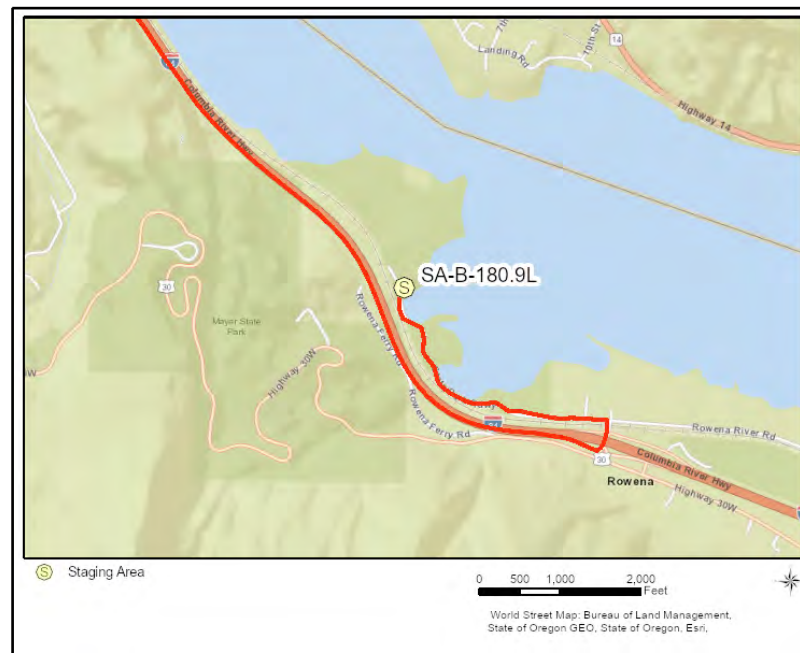 7th
Landing Rd
10th St
14
Highway 14
84
Columbia River Hwy
SA-B-180.9L
30
Mayer State
Park
Rowena Ferry Rd
Highway 30W
W
Rowena Ferry Rd
84
Rowena River Rd
30
Columbia River Hwy
Rowena
Highway 30W
S
S Staging Area
0 500 1,000 2,000
Feet
World Street Map: Bureau of Land Management,
State of Oregon GEO, State of Oregon, Esri,